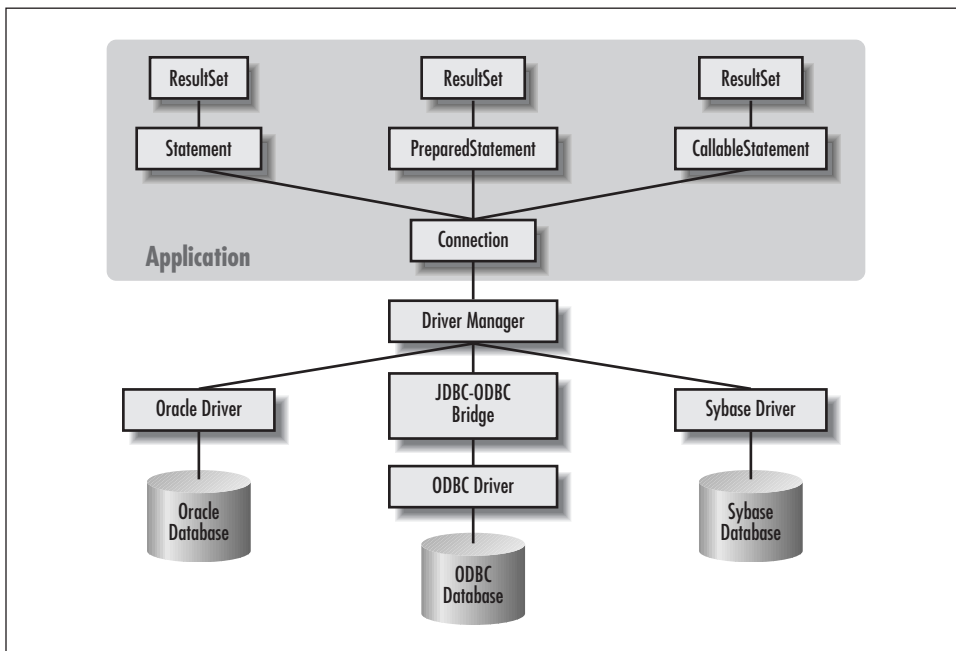 ResultSet
ResultSet
ResultSet
Statement
PreparedStatement
CallableStatement
Connection
Application
Driver Manager
Oracle Driver
JDBC-ODBC
Bridge
Sybase Driver
ODBC Driver
Oracle
Database
Sybase
Database
ODBC
Database